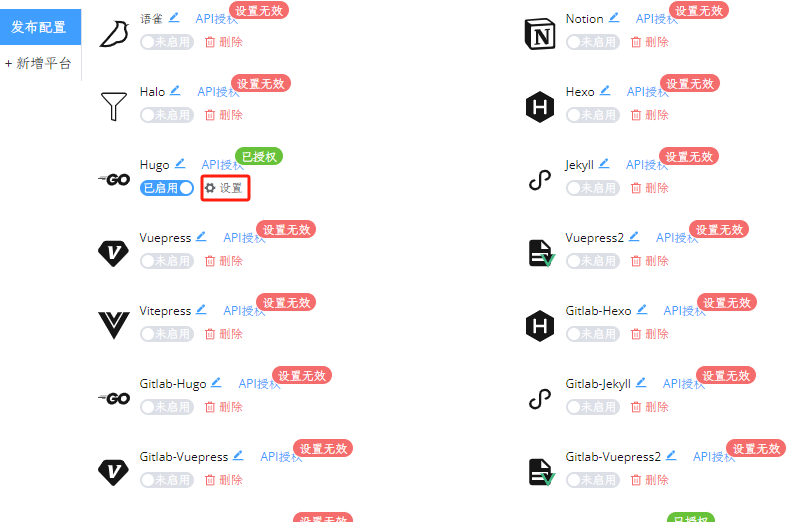 发布配置
+ 新增平台
语雀 API授权 设置无效
未启用 删除
Notion API授权 设置无效
未启用 删除
Halo API授权 设置无效
未启用 删除
Hexo API授权 设置无效
未启用 删除
Hugo API授权 已授权
已启用 设置
Jekyll API授权 设置无效
未启用 删除
Vuepress API授权 设置无效
未启用 删除
Vuepress2 API授权 设置无效
未启用 删除
Vitepress API授权 设置无效
未启用 删除
Gitlab-Hexo API授权 设置无效
未启用 删除
Gitlab-Hugo API授权 设置无效
未启用 删除
Gitlab-Jekyll API授权 设置无效
未启用 删除
Gitlab-Vuepress API授权 设置无效
未启用 删除
Gitlab-Vuepress2 API授权 设置无效
未启用 删除
设置无效
已授权